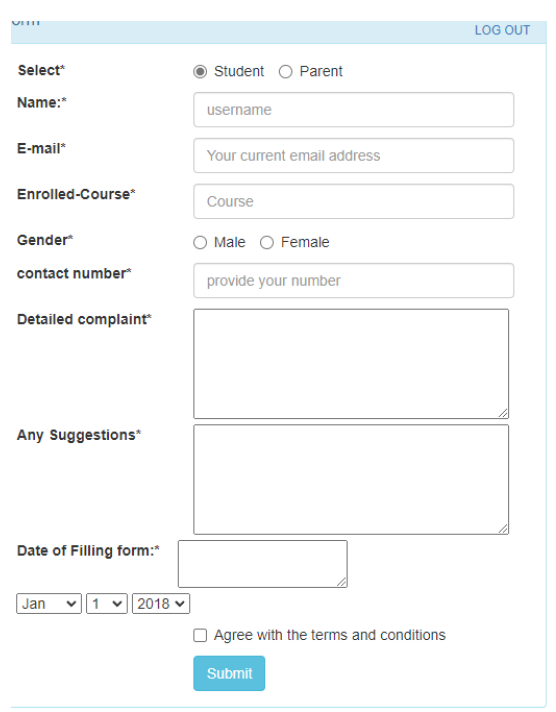 LOG OUT
Select* Student Parent
Name:* username
E-mail* Your current email address
Enrolled-Course* Course
Gender* Male Female
contact number* provide your number
Detailed complaint*
Any Suggestions*
Date of Filling form:*
Jan 1 2018
Agree with the terms and conditions
Submit